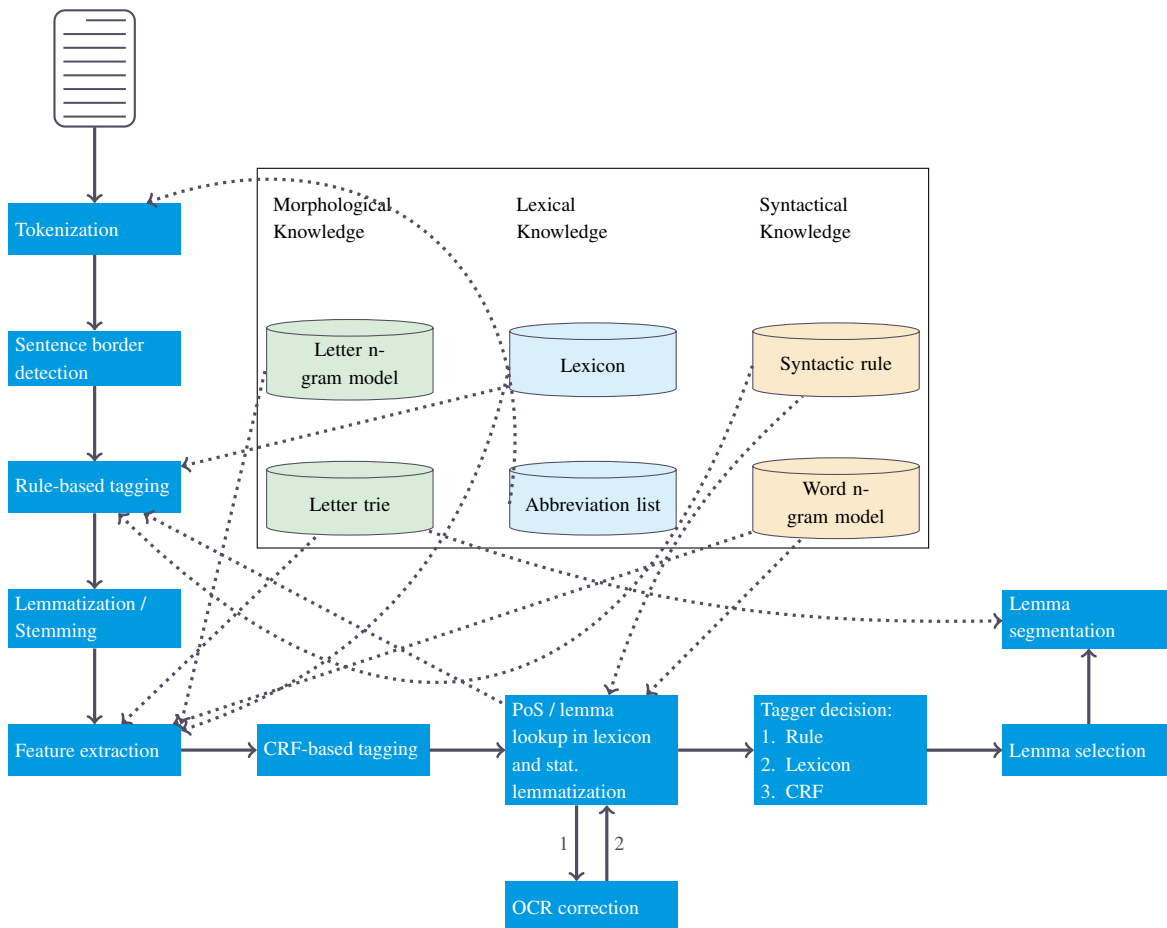 Morphological
Knowledge
Lexical
Knowledge
Syntactical
Knowledge
Tokenization
Sentence border
detection
Letter n-
gram model
Lexicon
Syntactic rule
Rule-based tagging
Letter trie
Abbreviation list
Word n-
gram model
Lemmatization /
Stemming
Lemma
segmentation
Feature extraction
CRF-based tagging
PoS / lemma
lookup in lexicon
and stat.
lemmatization
Tagger decision:
1. Rule
2. Lexicon
3. CRF
Lemma selection
1
2
OCR correction